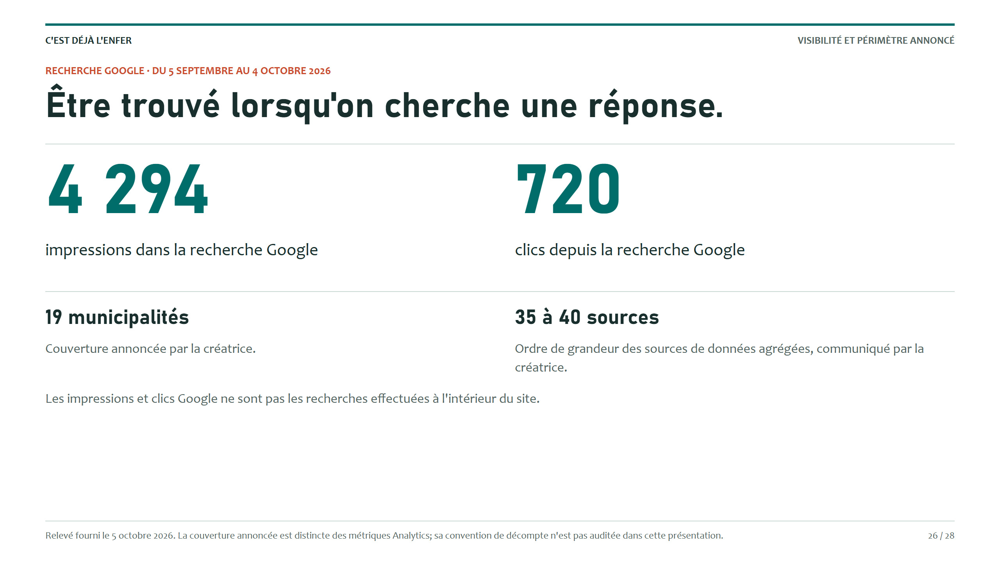 C'EST DÉJÀ L'ENFER
VISIBILITÉ ET PÉRIMÈTRE ANNONCÉ
RECHERCHE GOOGLE · DU 5 SEPTEMBRE AU 4 OCTOBRE 2026
Être trouvé lorsqu'on cherche une réponse.
4 294
720
impressions dans la recherche Google
clics depuis la recherche Google
19 municipalités
35 à 40 sources
Couverture annoncée par la créatrice.
Ordre de grandeur des sources de données agrégées, communiqué par la
créatrice.
Les impressions et clics Google ne sont pas les recherches effectuées à l'intérieur du site.
Relevé fourni le 5 octobre 2026. La couverture annoncée est distincte des métriques Analytics; sa convention de décompte n'est pas auditée dans cette présentation.
26 / 28